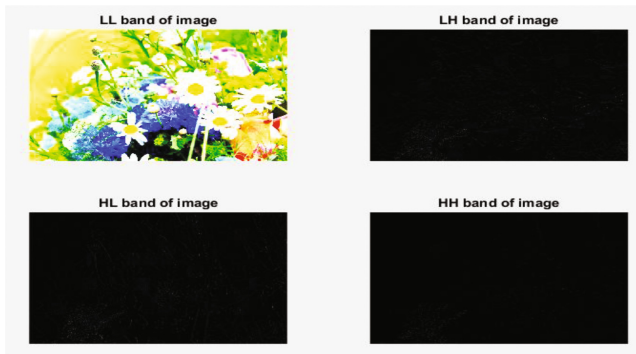 LL band of image
LH band of image
HL band of image
HH band of image